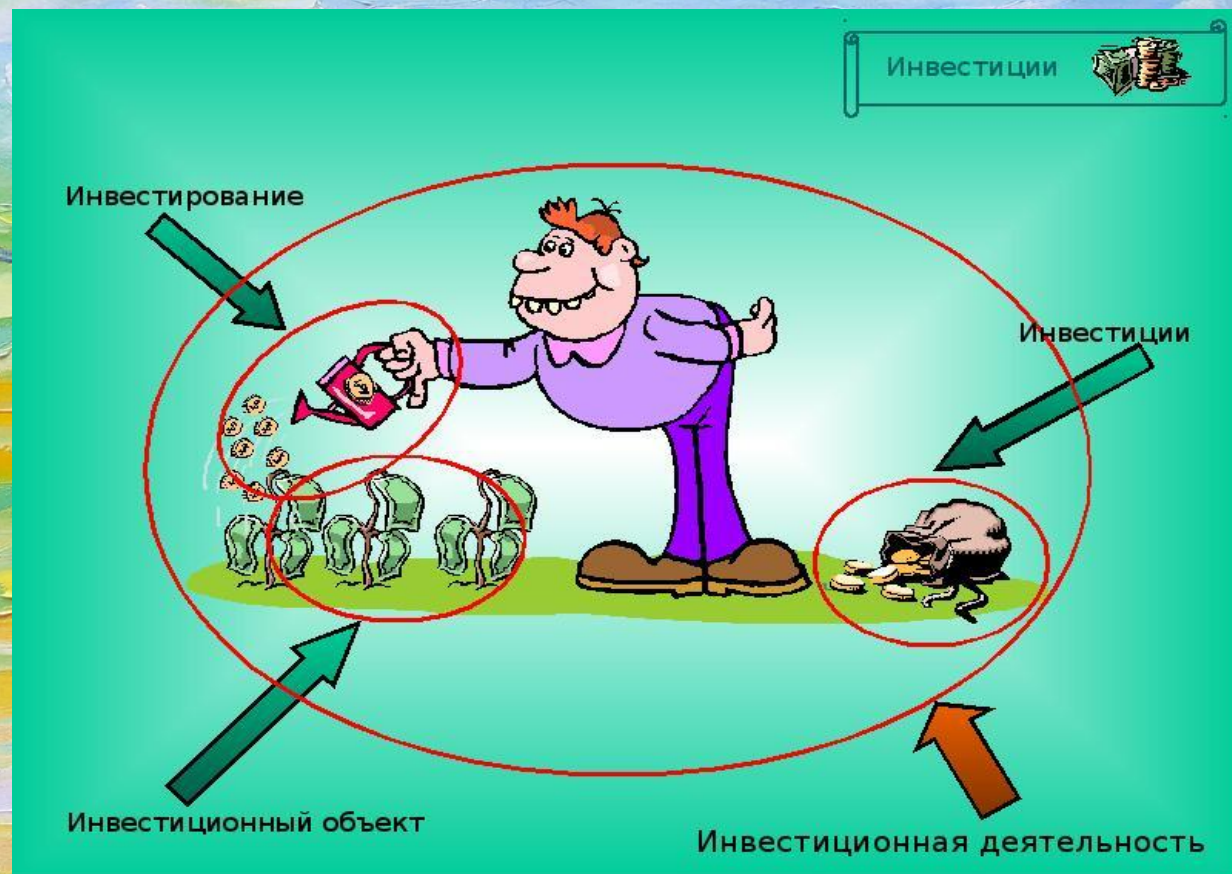 Инвестиции
Инвестирование
Инвестиции
Инвестиционный объект
Инвестиционная деятельность